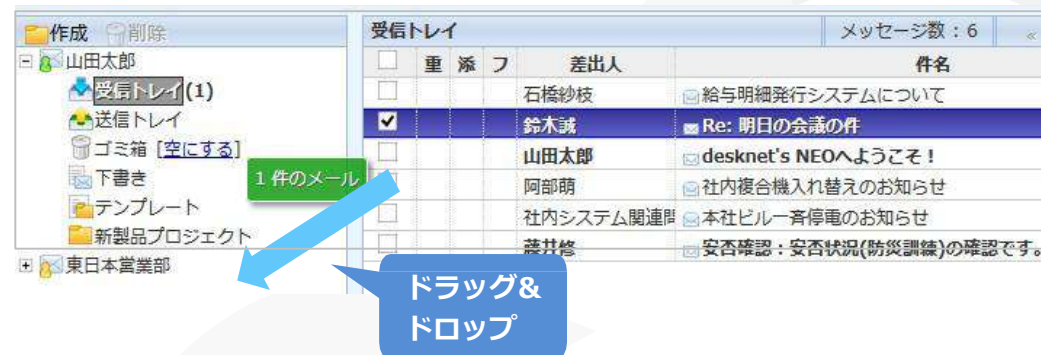 作成 削除
山田太郎
受信トレイ(1)
送信トレイ
ゴミ箱 [空にする]
下書き
テンプレート
新製品プロジェクト
東日本営業部
1 件のメール
受信トレイ メッセージ数：6 «
重 添 フ 差出人 件名
石橋紗枝 給与明細発行システムについて
鈴木誠 Re: 明日の会議の件
山田太郎 desknet's NEOへようこそ！
阿部萌 社内複合機入れ替えのお知らせ
社内システム関連問 本社ビル一斉停電のお知らせ
藤井修 安否確認：安否状況(防災訓練)の確認です。
ドラッグ&
ドロップ